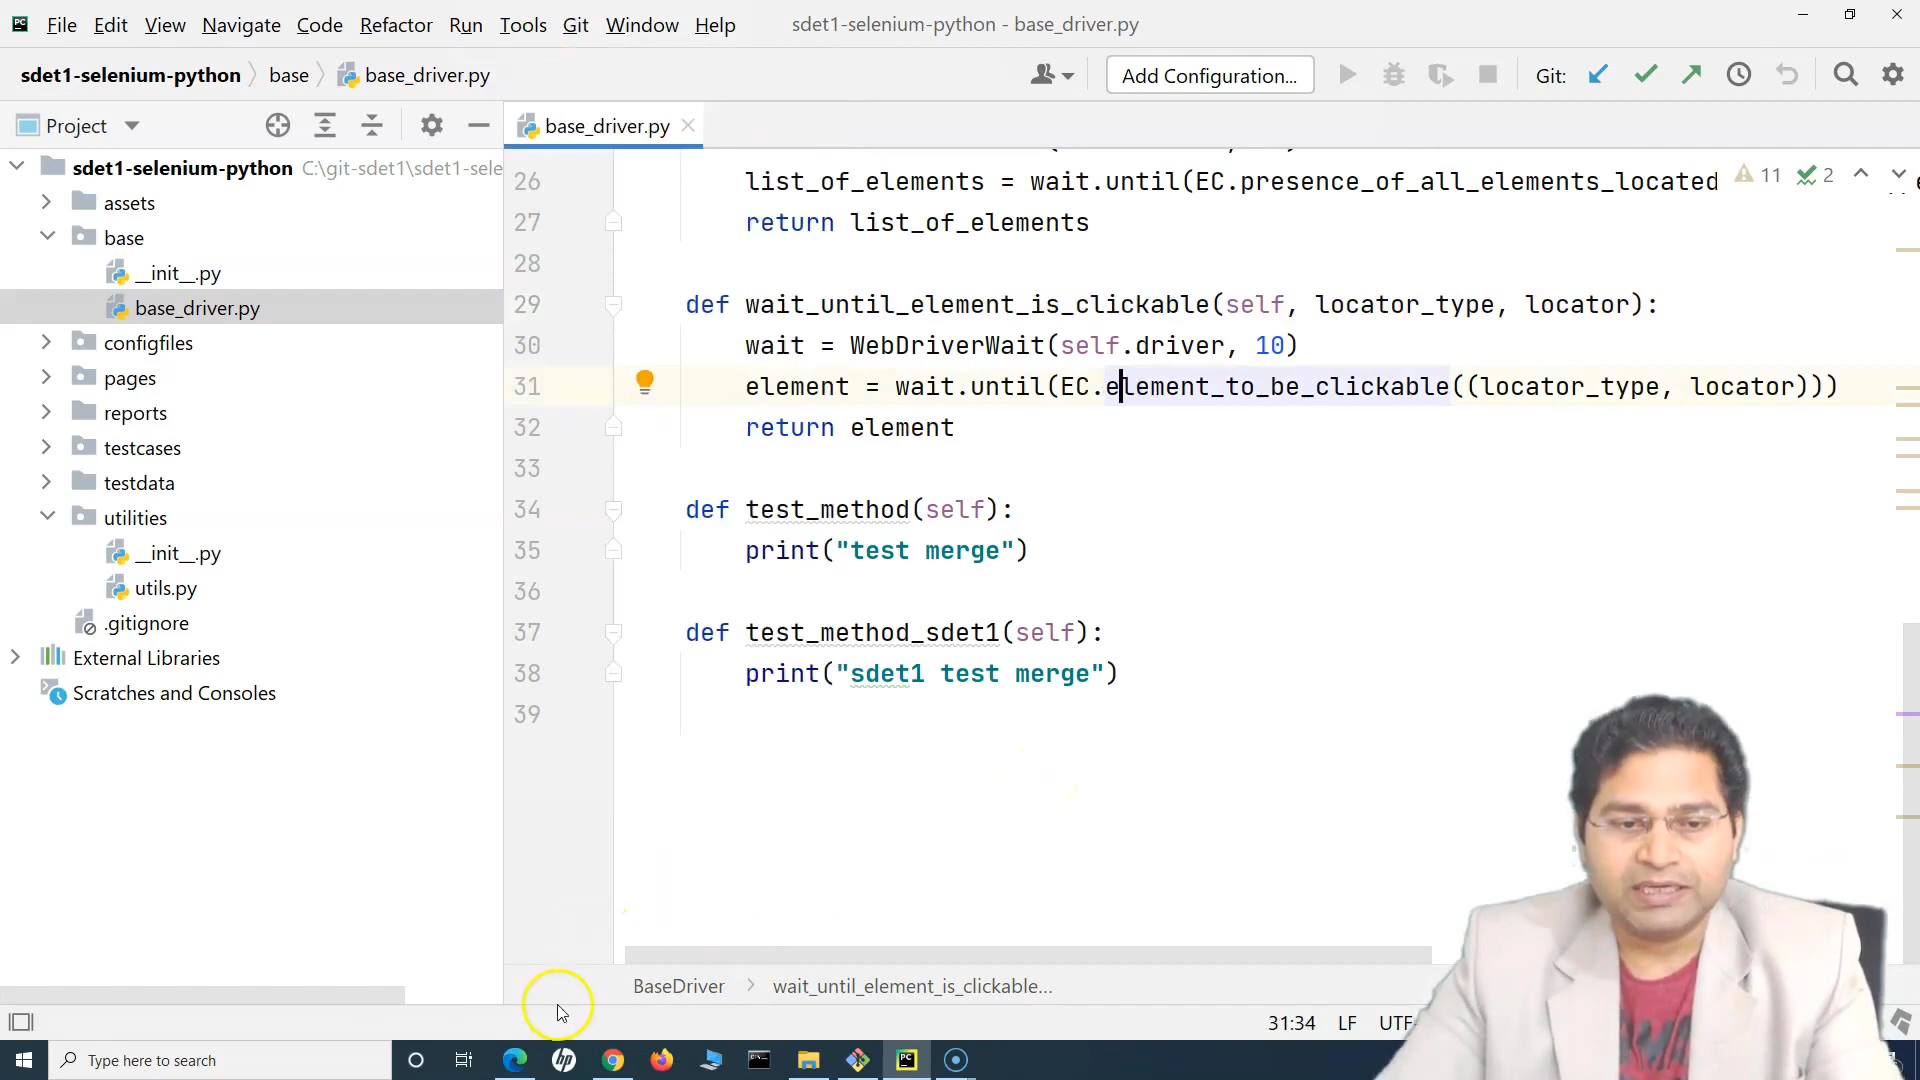 File Edit View Navigate Code Refactor Run Tools Git Window Help sdet1-selenium-python - base_driver.py
sdet1-selenium-python base base_driver.py Add Configuration... Git:
Project base_driver.py
sdet1-selenium-python C:\git-sdet1\sdet1-sele
assets
base
__init__.py
base_driver.py
configfiles
pages
reports
testcases
testdata
utilities
__init__.py
utils.py
.gitignore
External Libraries
Scratches and Consoles
11 2
26 list_of_elements = wait.until(EC.presence_of_all_elements_located
27 return list_of_elements
28
29 def wait_until_element_is_clickable(self, locator_type, locator):
30 wait = WebDriverWait(self.driver, 10)
31 element = wait.until(EC.element_to_be_clickable((locator_type, locator)))
32 return element
33
34 def test_method(self):
35 print("test merge")
36
37 def test_method_sdet1(self):
38 print("sdet1 test merge")
39
BaseDriver wait_until_element_is_clickable...
31:34 LF UTF-
Type here to search
hp
PC